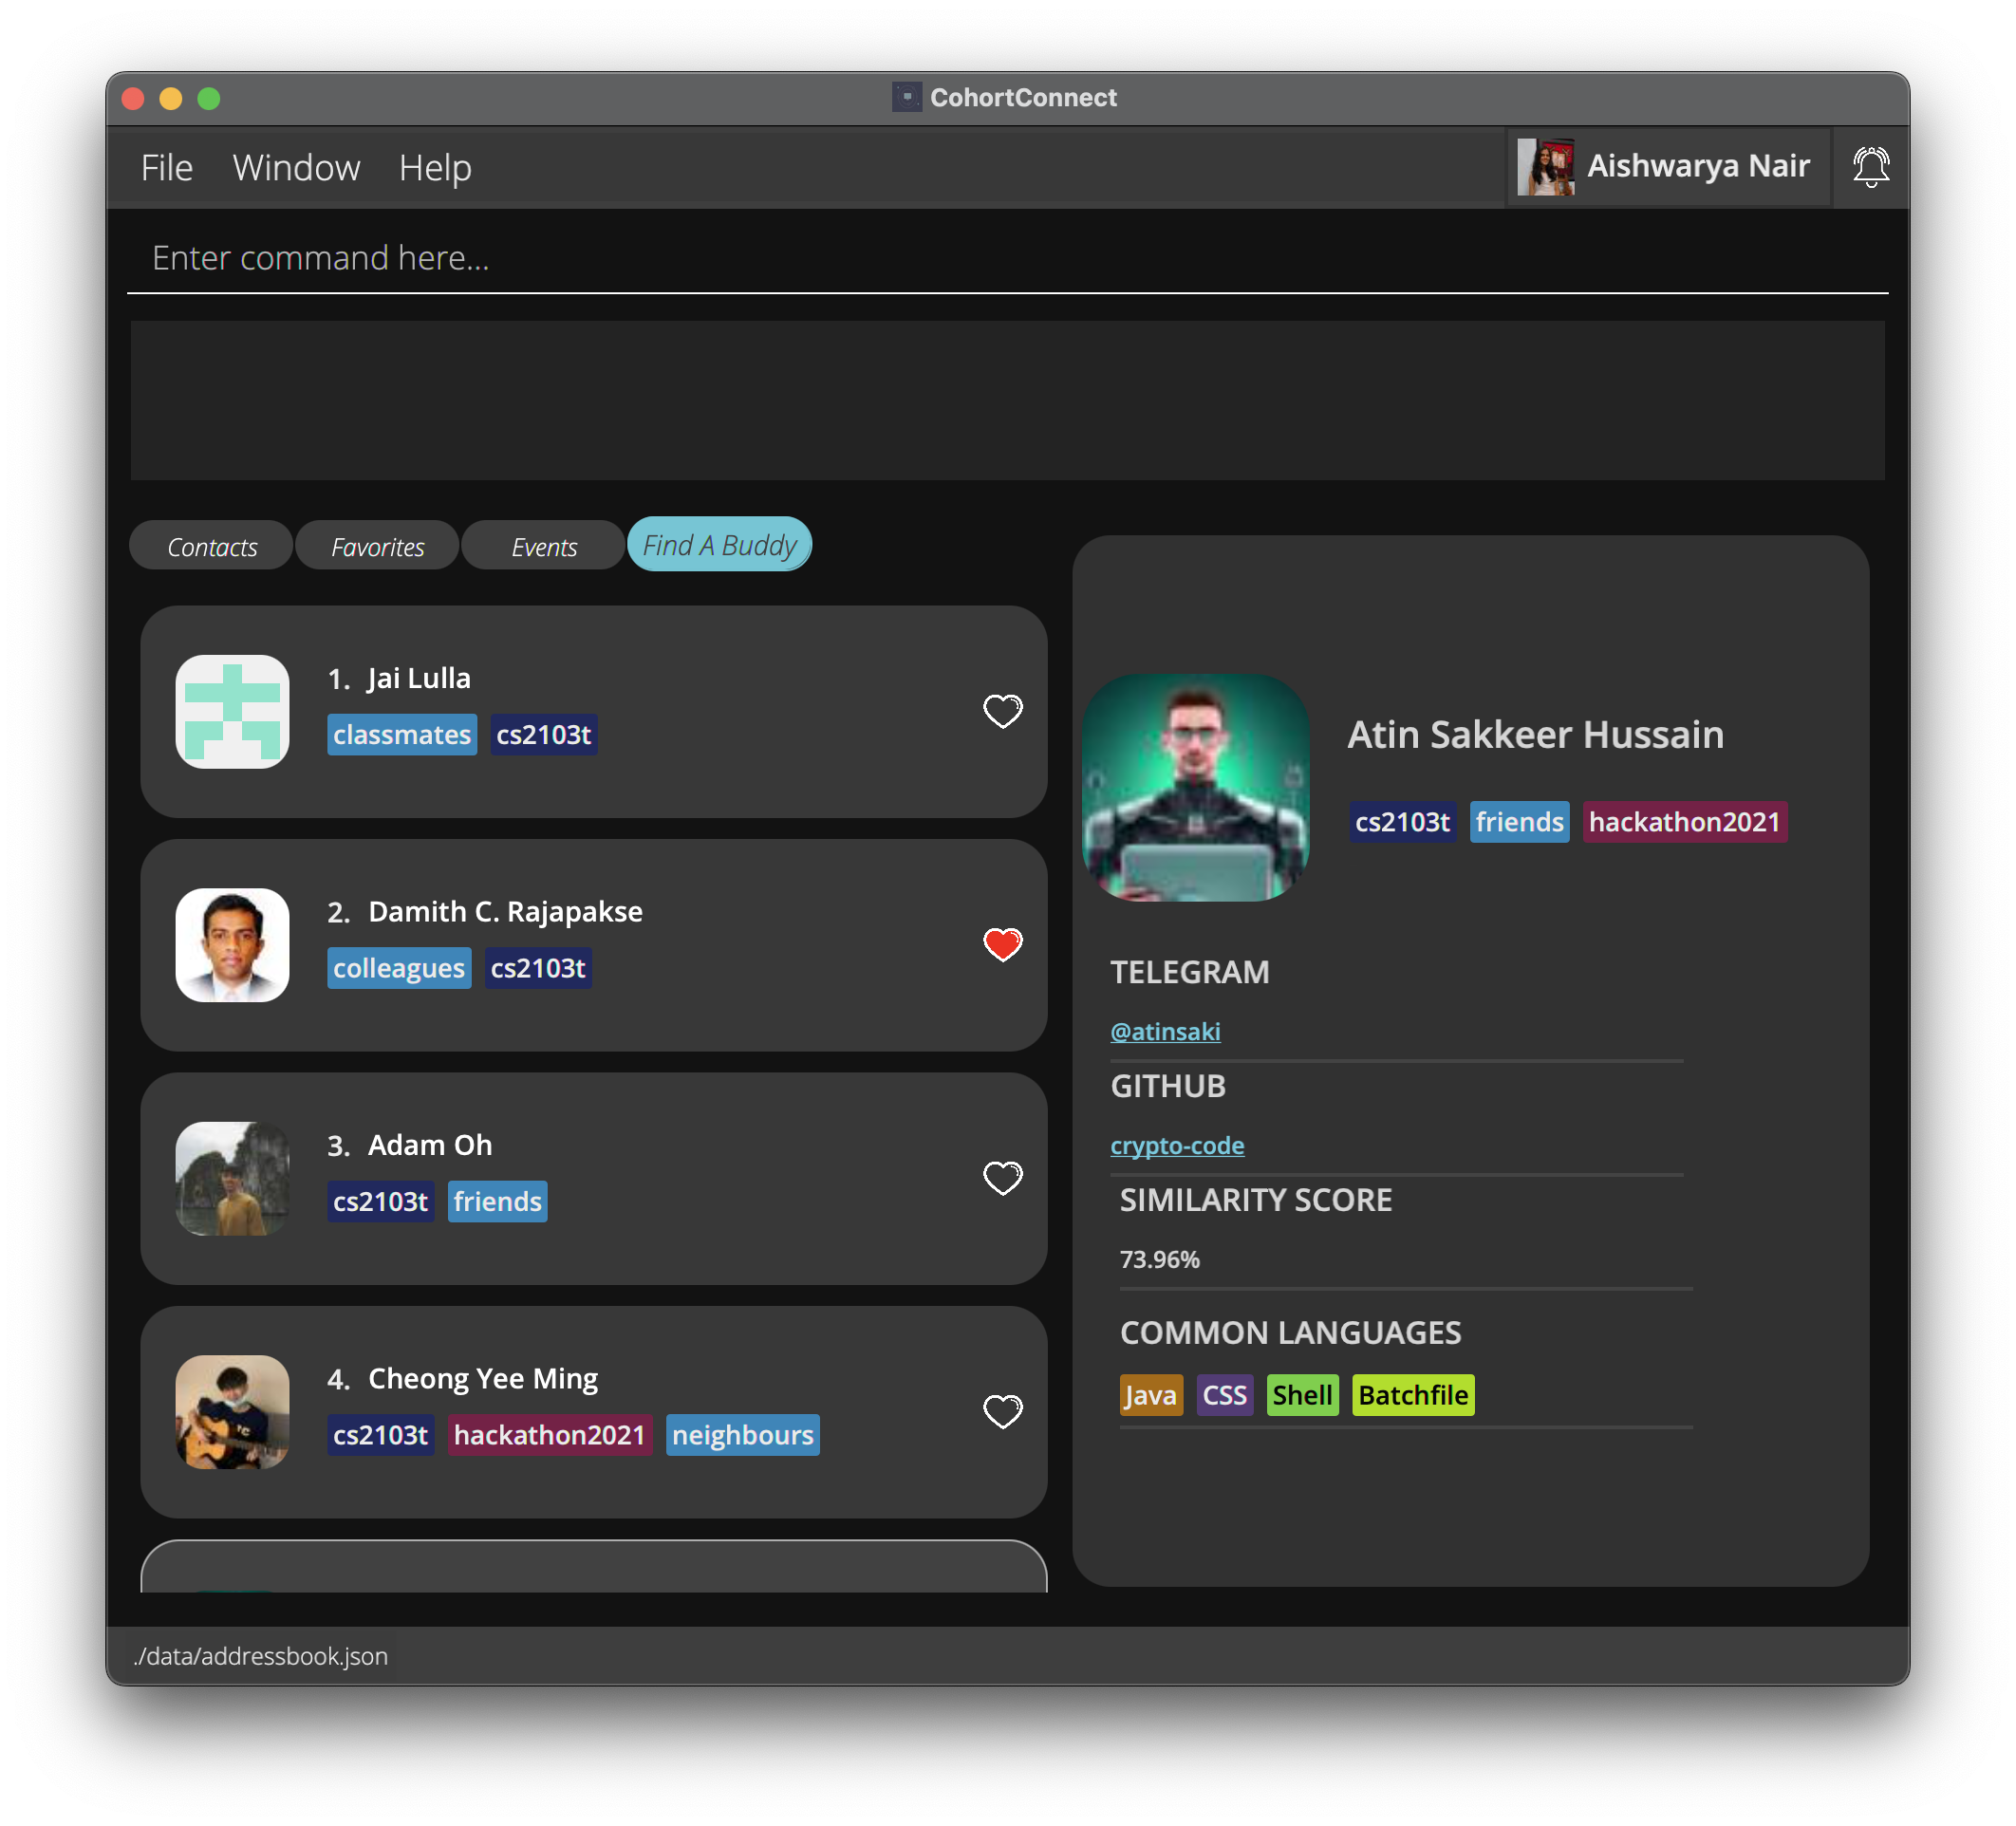 CohortConnect
File Window Help
Aishwarya Nair
Enter command here...
Contacts Favorites Events Find A Buddy
1. Jai Lulla
classmates cs2103t
2. Damith C. Rajapakse
colleagues cs2103t
3. Adam Oh
cs2103t friends
4. Cheong Yee Ming
cs2103t hackathon2021 neighbours
Atin Sakkeer Hussain
cs2103t friends hackathon2021
TELEGRAM
@atinsaki
GITHUB
crypto-code
SIMILARITY SCORE
73.96%
COMMON LANGUAGES
Java CSS Shell Batchfile
./data/addressbook.json